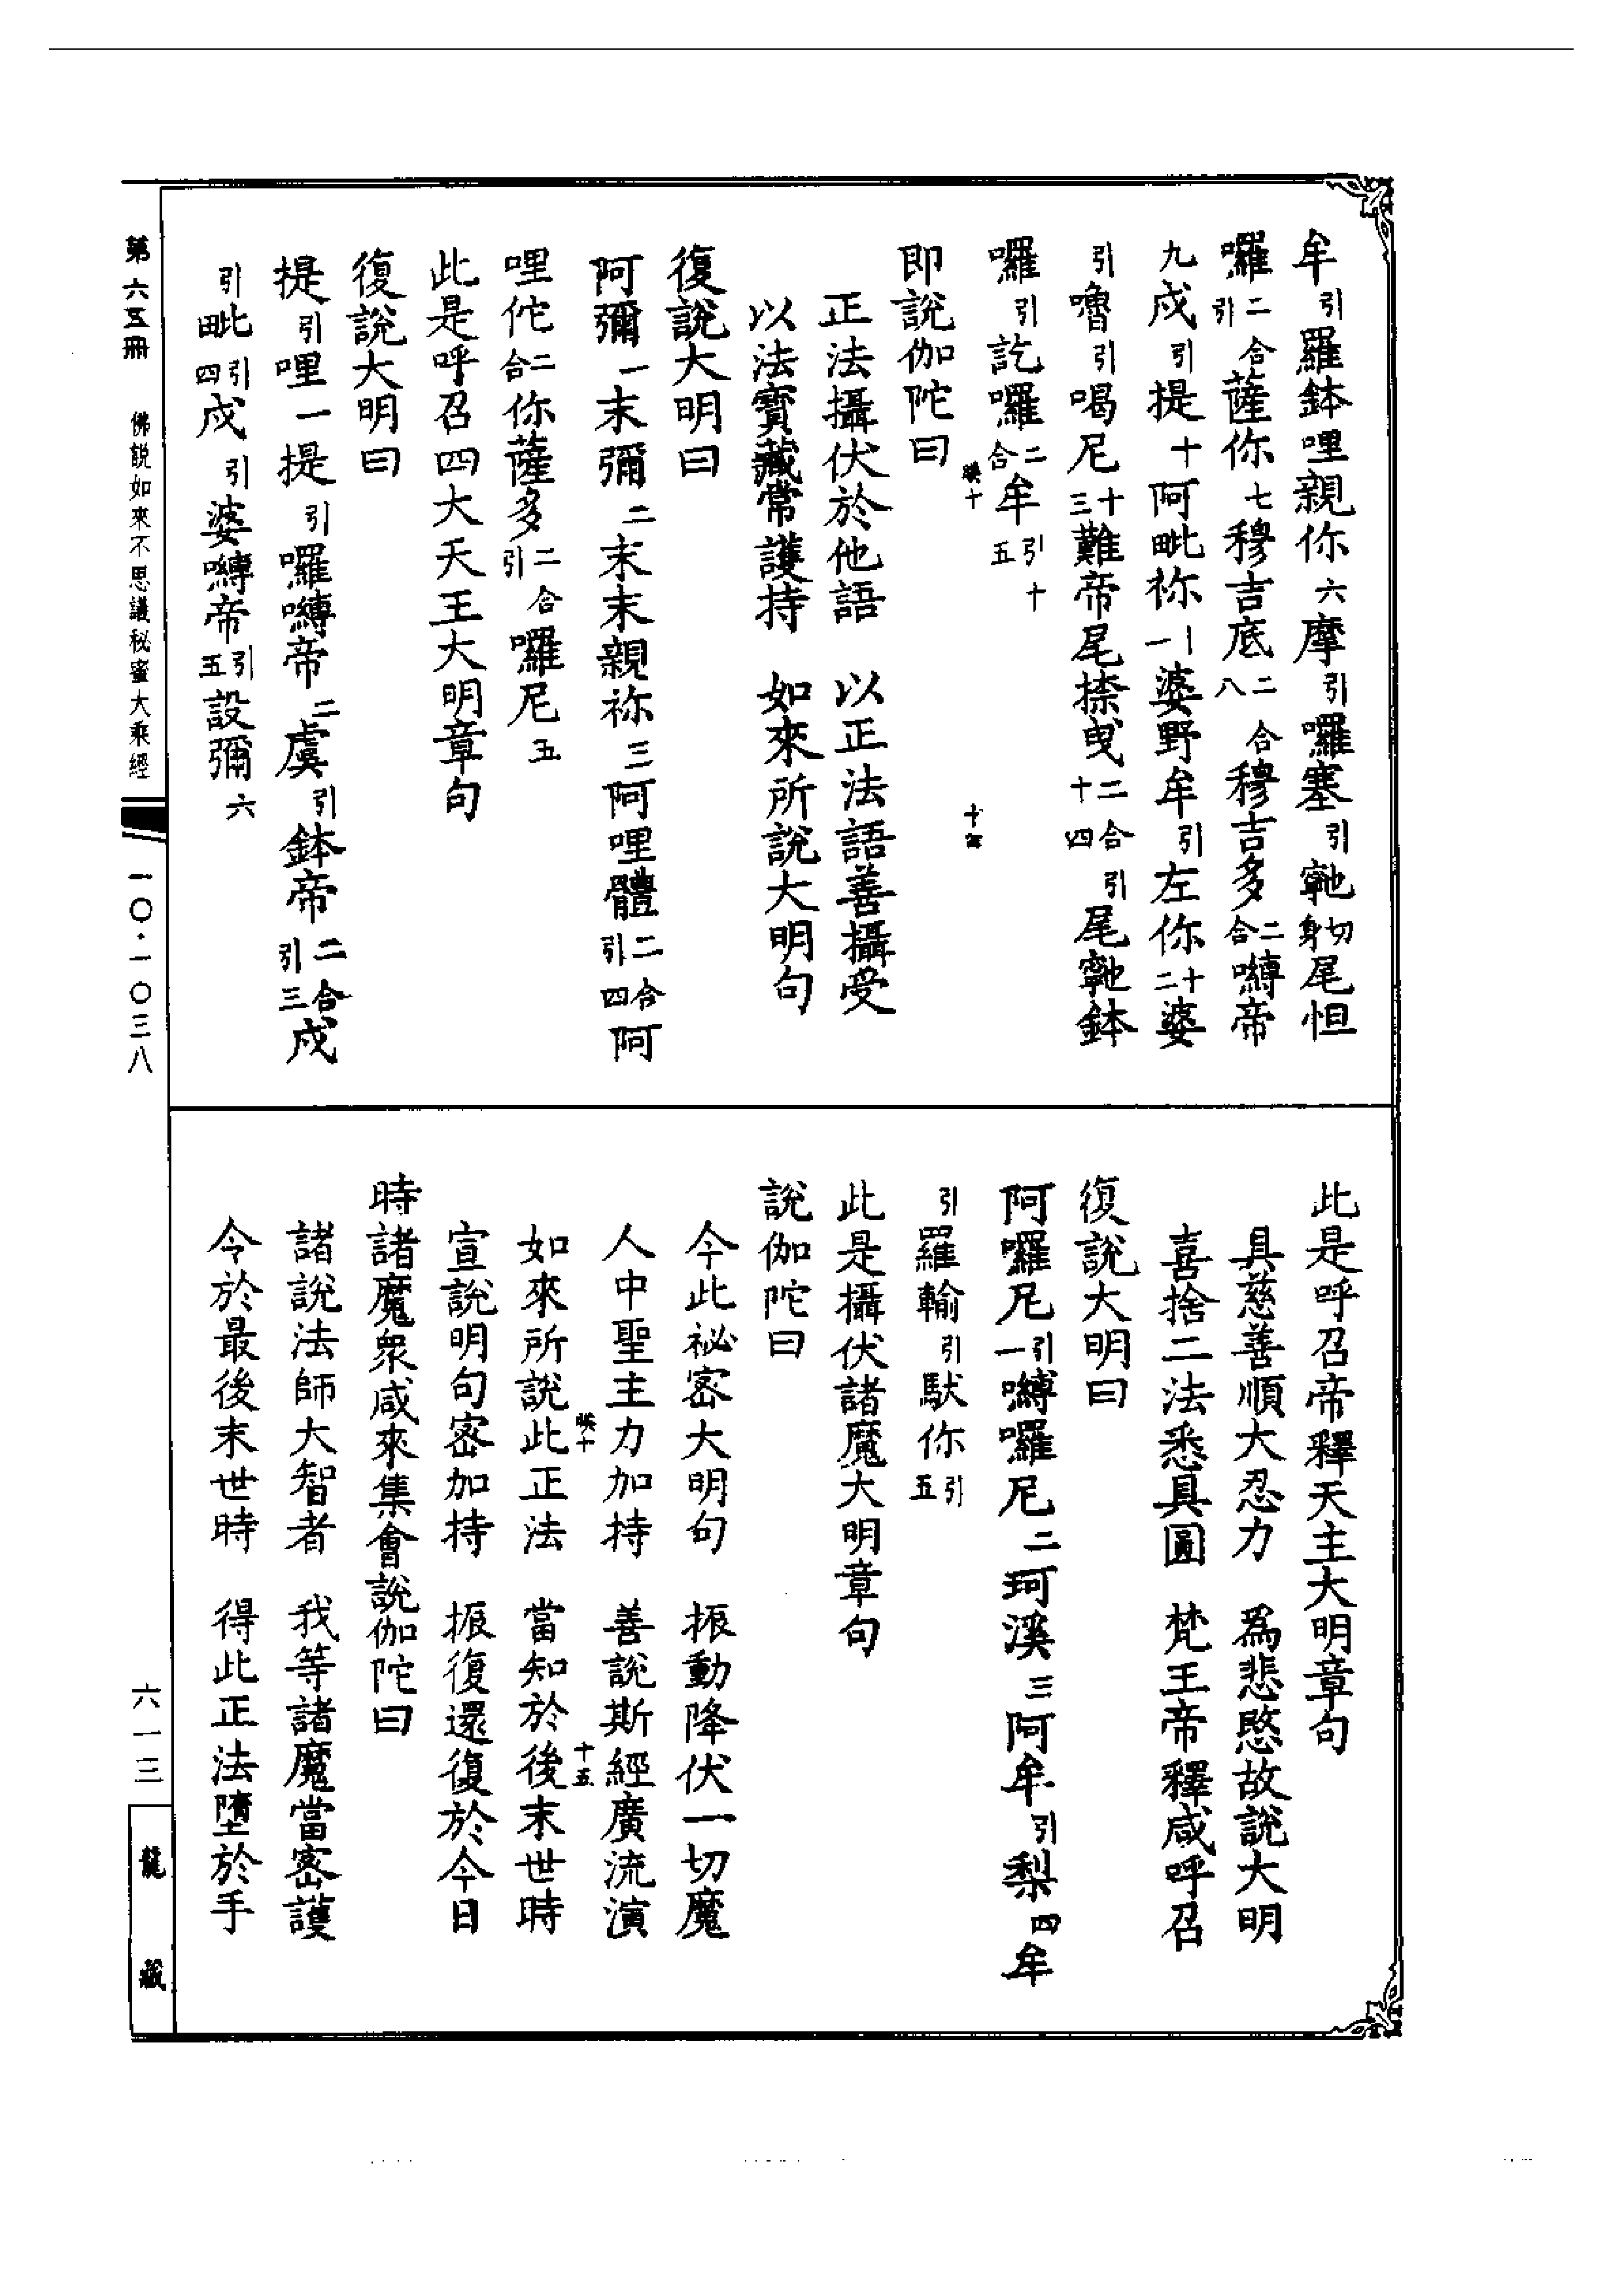 牟引羅鉢哩親你六摩引囉塞引𪘨切身尾怛
囉二合引薩你七穆吉底二合八穆吉多二合嚩帝
九戍引提十阿毗祢十一婆野牟引左你十二婆
引嚕引喝尼十三難帝尾捺曳二合引十四尾𪘨鉢
囉引訖囉二合牟引十五
即說伽陀曰
正法攝伏於他語　以正法語善攝受
以法寶藏常護持　如來所說大明句
復說大明曰
阿彌一末彌二末末親祢三阿哩體二合引四阿
哩佗二合你薩多二合引囉尼五
此是呼召四大天王大明章句
復說大明曰
提引哩一提引囉嚩帝二虞引鉢帝二合引三戍
引毗引四戍引婆嚩帝引五設彌六
此是呼召帝釋天主大明章句
具慈善順大忍力　為悲愍故說大明
喜捨二法悉具圓　梵王帝釋咸呼召
復說大明曰
阿囉尼引一嚩囉尼二珂溪三阿牟引梨四牟
引羅輸引馱你引五
此是攝伏諸魔大明章句
說伽陀曰
今此祕密大明句　振動降伏一切魔
人中聖主力加持　善說斯經廣流演
如來所說此正法　當知於後末世時
宣說明句密加持　振復還復於今日
時諸魔眾咸來集會說伽陀曰
諸說法師大智者　我等諸魔當密護
令於最後末世時　得此正法墮於手
第六五冊　佛説如來不思議秘蜜大乘經
一〇·一〇三八
六一三
龍藏